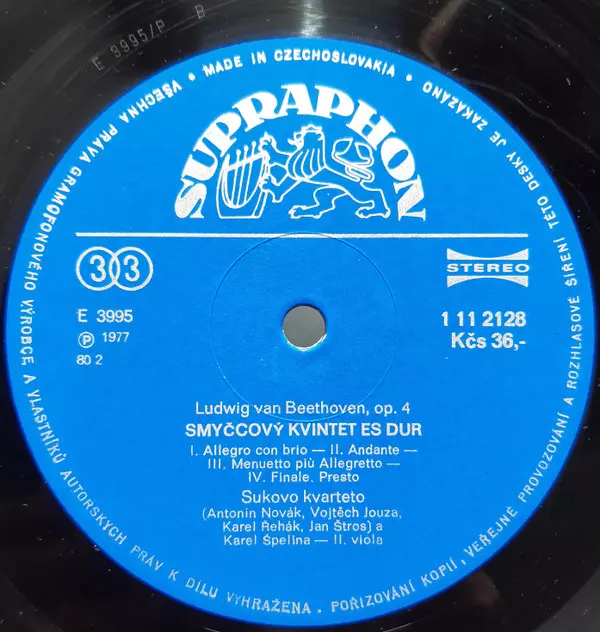 E 3995/P B
VŠECHNA PRÁVA GRAMOFONOVÉHO VÝROBCE A VLASTNÍKŮ AUTORSKÝCH PRÁV K DÍLU VYHRAŽENA · POŘIZOVÁNÍ KOPIÍ, VEŘEJNÉ PROVOZOVÁNÍ A ROZHLASOVÉ ŠÍŘENÍ TÉTO DESKY JE ZAKÁZÁNO · MADE IN CZECHOSLOVAKIA ·
SUPRAPHON
33
STEREO
E 3995
Ⓟ 1977
80 2
1 11 2128
Kčs 36,-
Ludwig van Beethoven, op. 4
SMYČCOVÝ KVINTET ES DUR
I. Allegro con brio — II. Andante —
III. Menuetto più Allegretto —
IV. Finale. Presto
Sukovo kvarteto
(Antonín Novák, Vojtěch Jouza,
Karel Řehák, Jan Štros) a
Karel Špelina — II. viola